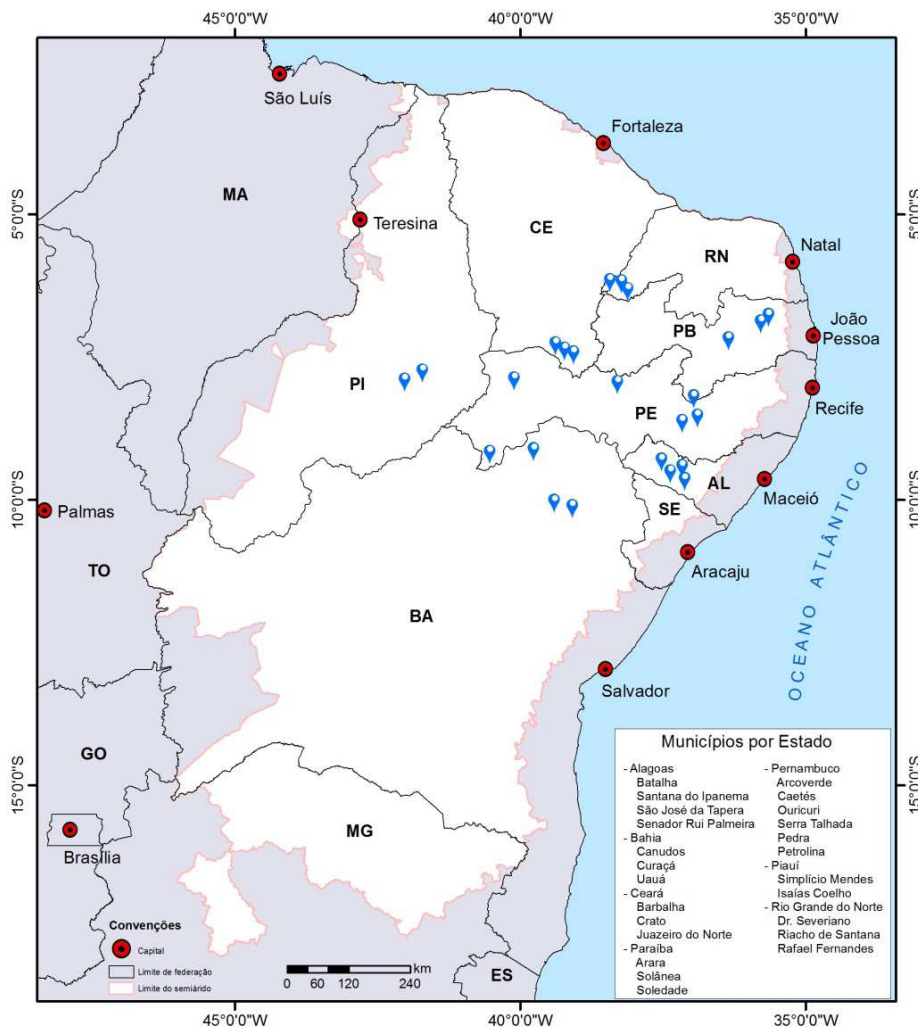 45°0'0"W
40°0'0"W
35°0'0"W
São Luís
Fortaleza
MA
5°0'0"S
Teresina
CE
RN
Natal
5°0'0"S
PB
João
Pessoa
PI
PE
Recife
AL
Maceió
10°0'0"S
Palmas
SE
10°0'0"S
Aracaju
TO
BA
OCEANO ATLÂNTICO
Salvador
GO
15°0'0"S
MG
15°0'0"S
Brasília
ES
Convenções
Capital
Limite de federação
Limite do semiárido
km
0 60 120 240
Municípios por Estado
- Alagoas
Batalha
Santana do Ipanema
São José da Tapera
Senador Rui Palmeira
- Bahia
Canudos
Curaçá
Uauá
- Ceará
Barbalha
Crato
Juazeiro do Norte
- Paraíba
Arara
Solânea
Soledade
- Pernambuco
Arcoverde
Caetés
Ouricuri
Serra Talhada
Pedra
Petrolina
- Piauí
Simplício Mendes
Isaías Coelho
- Rio Grande do Norte
Dr. Severiano
Riacho de Santana
Rafael Fernandes
45°0'0"W
40°0'0"W
35°0'0"W